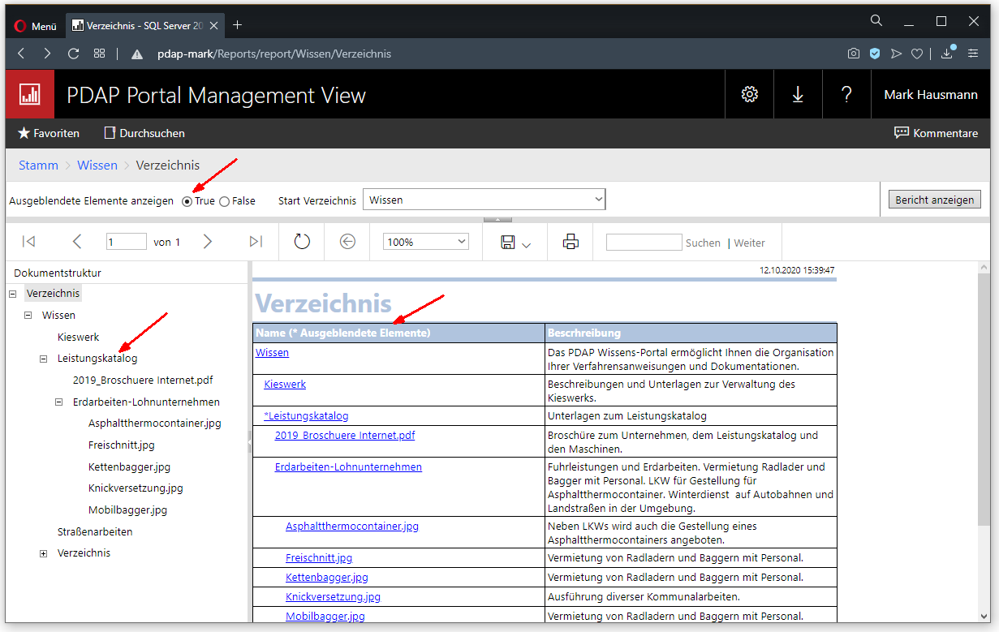 Menü
Verzeichnis - SQL Server 20
pdap-mark/Reports/report/Wissen/Verzeichnis
PDAP Portal Management View
?
Mark Hausmann
Favoriten
Durchsuchen
Kommentare
Stamm > Wissen > Verzeichnis
Ausgeblendete Elemente anzeigen True False
Start Verzeichnis Wissen
Bericht anzeigen
1 von 1
100%
Suchen | Weiter
Dokumentstruktur
Verzeichnis
Wissen
Kieswerk
Leistungskatalog
2019_Broschuere Internet.pdf
Erdarbeiten-Lohnunternehmen
Asphaltthermocontainer.jpg
Freischnitt.jpg
Kettenbagger.jpg
Knickversetzung.jpg
Mobilbagger.jpg
Straßenarbeiten
Verzeichnis
12.10.2020 15:39:47
Verzeichnis
Name (* Ausgeblendete Elemente) Bescrhreibung
Wissen
Das PDAP Wissens-Portal ermöglicht Ihnen die Organisation
Ihrer Verfahrensanweisungen und Dokumentationen.
Kieswerk
Beschreibungen und Unterlagen zur Verwaltung des
Kieswerks.
*Leistungskatalog
Unterlagen zum Leistungskatalog
2019_Broschuere Internet.pdf
Broschüre zum Unternehmen, dem Leistungskatalog und
den Maschinen.
Erdarbeiten-Lohnunternehmen
Fuhrleistungen und Erdarbeiten. Vermietung Radlader und
Bagger mit Personal. LKW für Gestellung für
Asphaltthermocontainer. Winterdienst auf Autobahnen und
Landstraßen in der Umgebung.
Asphaltthermocontainer.jpg
Neben LKWs wird auch die Gestellung eines
Asphaltthermocontainers angeboten.
Freischnitt.jpg
Vermietung von Radladern und Baggern mit Personal.
Kettenbagger.jpg
Vermietung von Radladern und Baggern mit Personal.
Knickversetzung.jpg
Ausführung diverser Kommunalarbeiten.
Mobilbagger.jpg
Vermietung von Radladern und Baggern mit Personal.